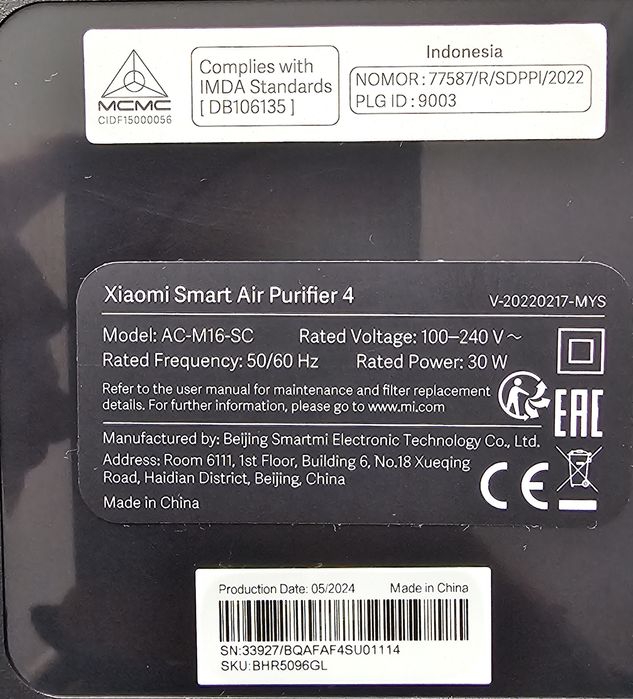 MCMC
CIDF15000056
Complies with
IMDA Standards
[ DB106135 ]
Indonesia
NOMOR : 77587/R/SDPPI/2022
PLG ID : 9003
Xiaomi Smart Air Purifier 4
V-20220217-MYS
Model: AC-M16-SC Rated Voltage: 100—240 V～
Rated Frequency: 50/60 Hz Rated Power: 30 W
Refer to the user manual for maintenance and filter replacement
details. For further information, please go to www.mi.com
EAC
Manufactured by: Beijing Smartmi Electronic Technology Co., Ltd.
Address: Room 6111, 1st Floor, Building 6, No.18 Xueqing
Road, Haidian District, Beijing, China
Made in China
CE
Production Date: 05/2024 Made in China
SN:33927/BQAFAF4SU01114
SKU:BHR5096GL